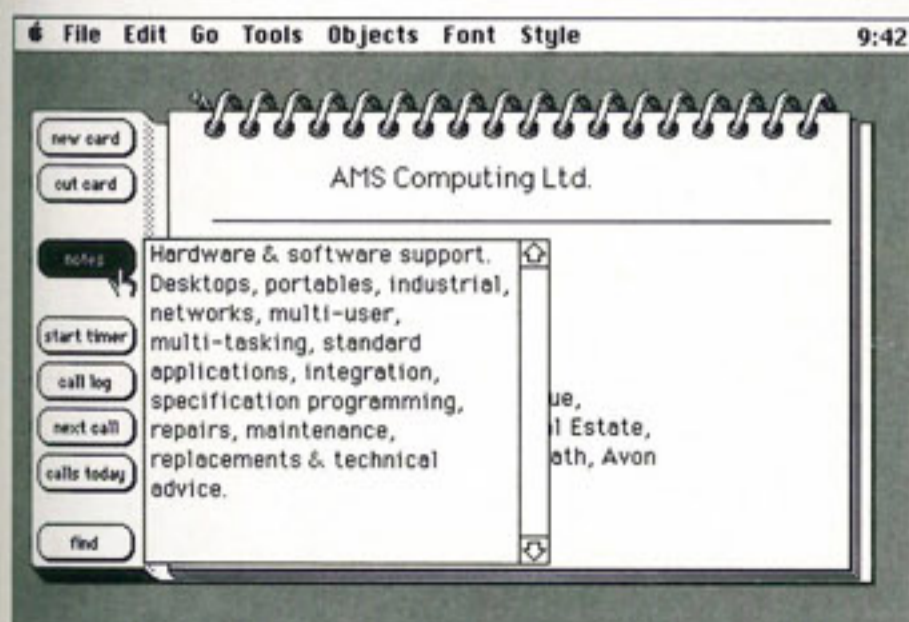 File Edit Go Tools Objects Font Style 9:42
AMS Computing Ltd.
new card
cut card
notes
start timer
call log
next call
calls today
find
Hardware & software support.
Desktops, portables, industrial,
networks, multi-user,
multi-tasking, standard
applications, integration,
specification programming,
repairs, maintenance,
replacements & technical
advice.
ue,
l Estate,
ath, Avon